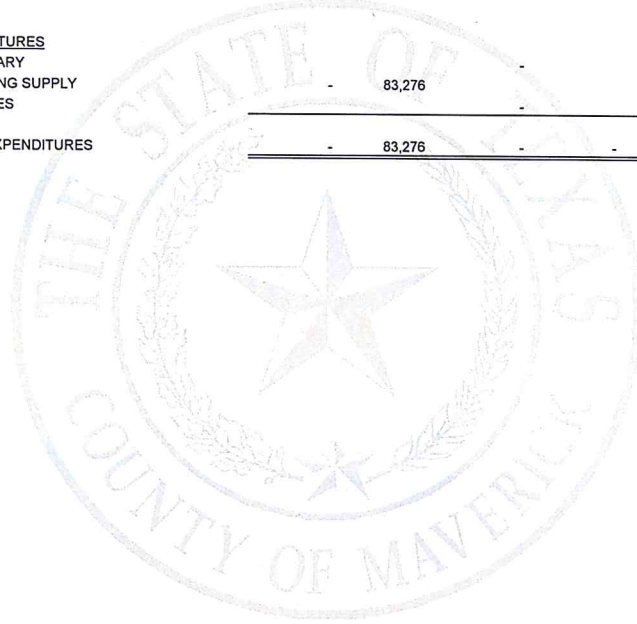 TURES
ARY -
NG SUPPLY - 83,276
ES -
XPENDITURES - 83,276 - -
THE STATE OF TEXAS
COUNTY OF MAVERICK